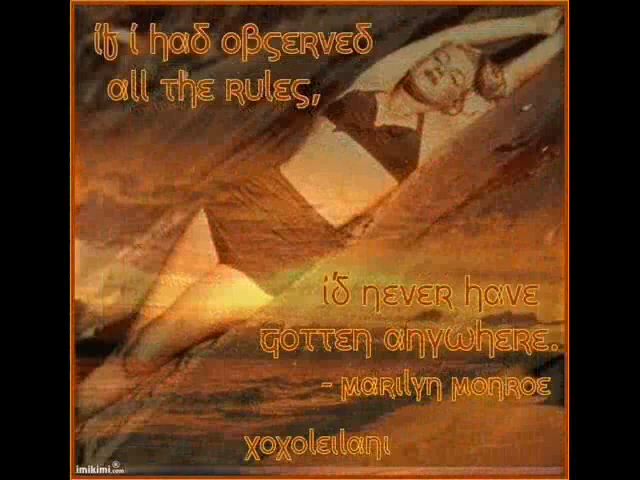 if i had observed
all the rules,
i'd never have
gotten anywhere.
- marilyn monroe
xoxoleilani
imikimi.com®